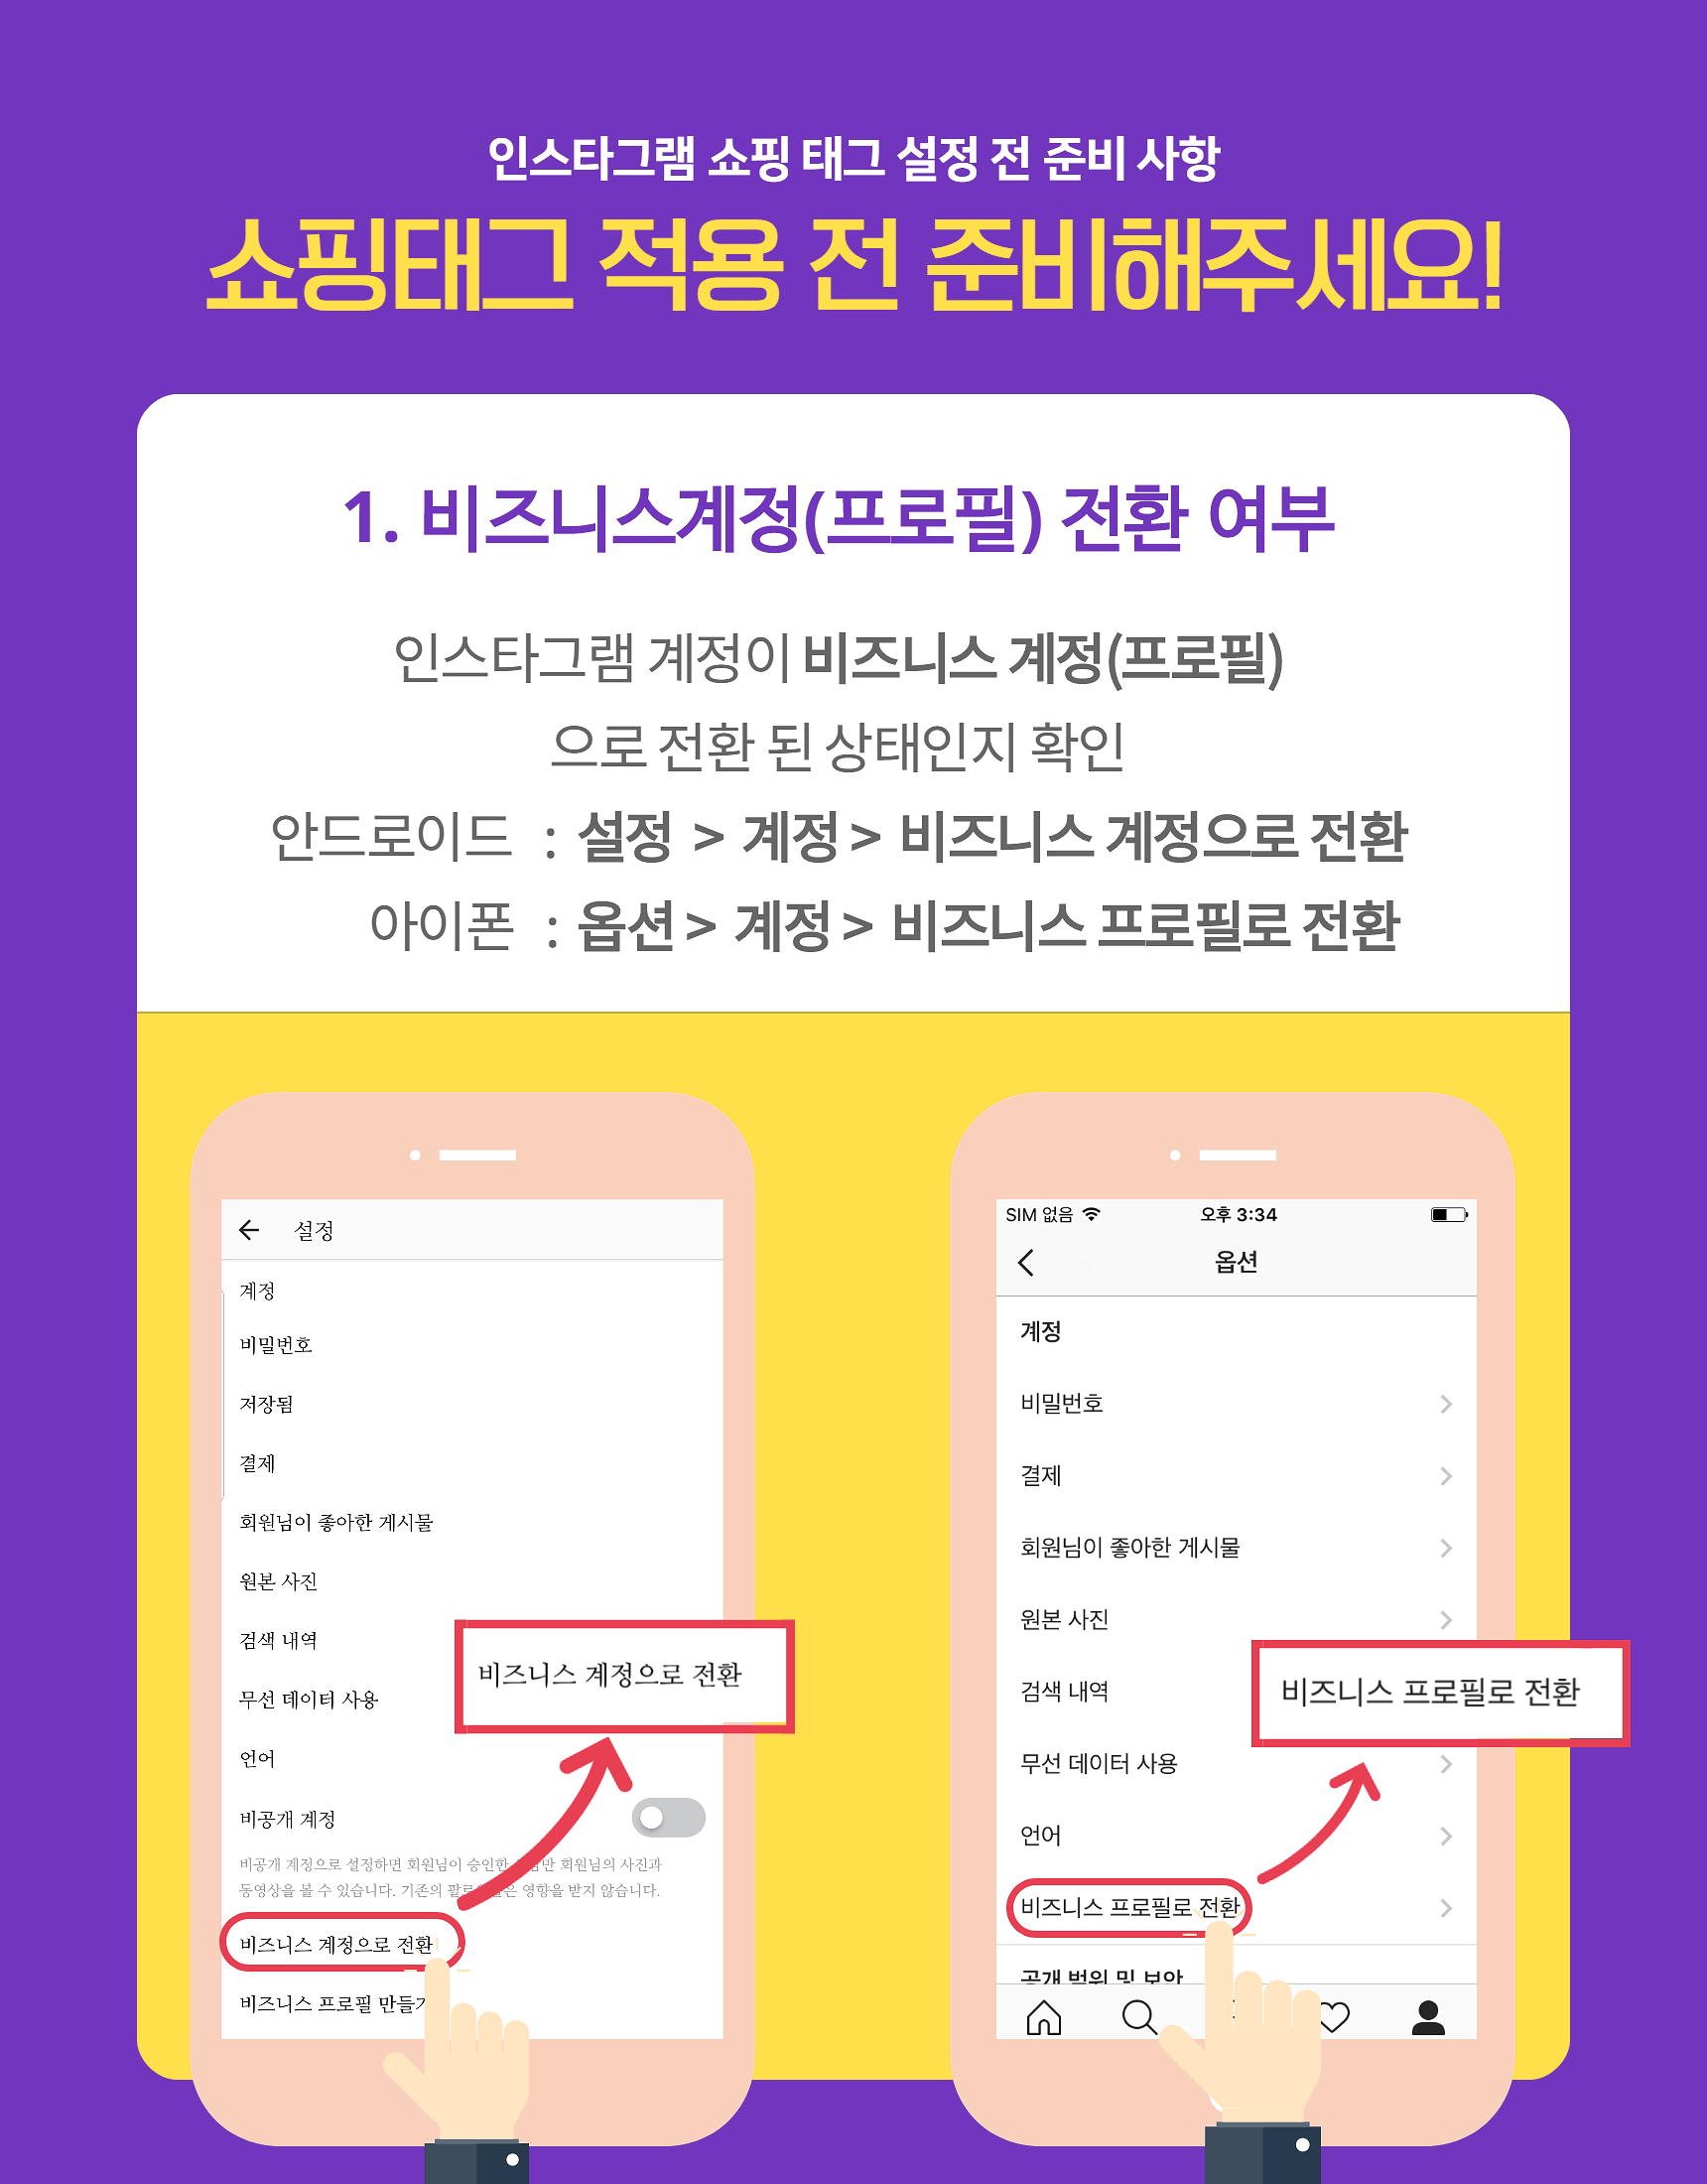 인스타그램 쇼핑 태그 설정 전 준비 사항
쇼핑태그 적용 전 준비해주세요!
1. 비즈니스계정(프로필) 전환 여부
인스타그램 계정이 비즈니스 계정(프로필)
으로 전환 된 상태인지 확인
안드로이드 : 설정 > 계정 > 비즈니스 계정으로 전환
아이폰 : 옵션 > 계정 > 비즈니스 프로필로 전환
설정
계정
비밀번호
저장됨
결제
회원님이 좋아한 게시물
원본 사진
검색 내역
비즈니스 계정으로 전환
무선 데이터 사용
언어
비공개 계정
비공개 계정으로 설정하면 회원님이 승인한 만 회원님의 사진과
동영상을 볼 수 있습니다. 기존의 영향을 받지 않습니다.
비즈니스 계정으로 전환
비즈니스 프로필 만들기
SIM 없음 오후 3:34
옵션
계정
비밀번호
결제
회원님이 좋아한 게시물
원본 사진
검색 내역
비즈니스 프로필로 전환
무선 데이터 사용
언어
비즈니스 프로필로 전환
공개 범위 및 보안